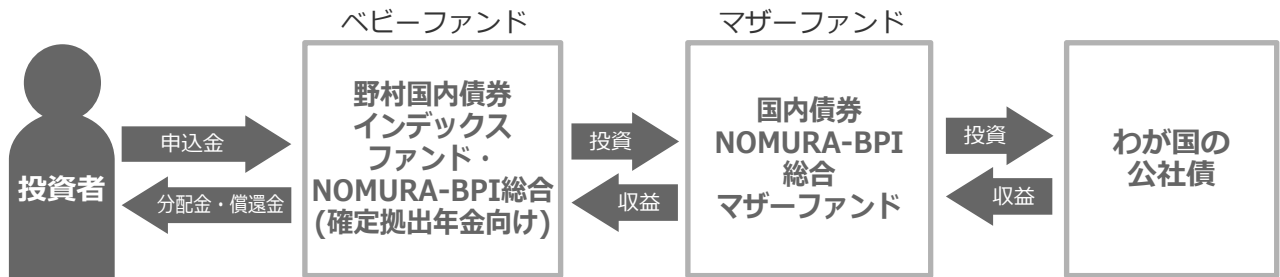 ベビーファンド
マザーファンド
投資者
申込金
分配金・償還金
野村国内債券
インデックス
ファンド・
NOMURA-BPI総合
(確定拠出年金向け)
投資
収益
国内債券
NOMURA-BPI
総合
マザーファンド
投資
収益
わが国の
公社債